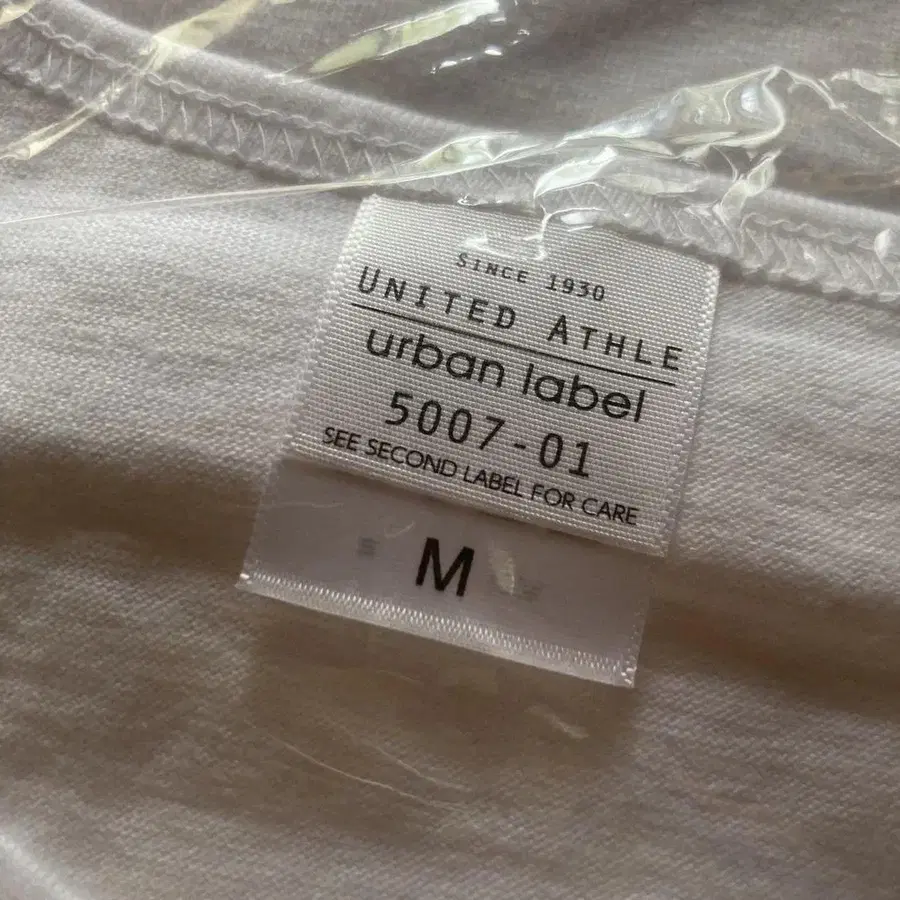 SINCE 1930
UNITED ATHLE
urban label
5007-01
SEE SECOND LABEL FOR CARE
M